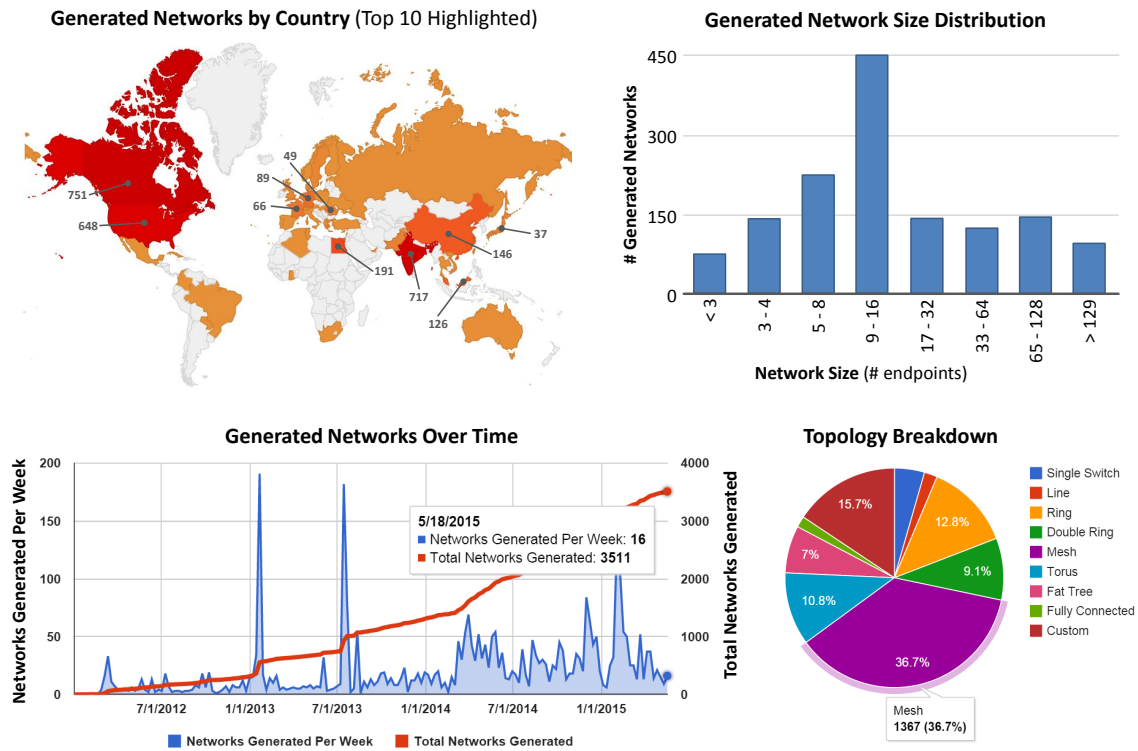 Generated Networks by Country (Top 10 Highlighted)
751
648
66
89
49
191
717
126
146
37
Generated Network Size Distribution
# Generated Networks
450
300
150
0
< 3
3 - 4
5 - 8
9 - 16
17 - 32
33 - 64
65 - 128
> 129
Network Size (# endpoints)
Generated Networks Over Time
Networks Generated Per Week
200
150
100
50
0
7/1/2012
1/1/2013
7/1/2013
1/1/2014
7/1/2014
1/1/2015
4000
3000
2000
1000
0
Total Networks Generated
5/18/2015
Networks Generated Per Week: 16
Total Networks Generated: 3511
Networks Generated Per Week
Total Networks Generated
Topology Breakdown
15.7%
12.8%
9.1%
36.7%
10.8%
7%
Mesh
1367 (36.7%)
Single Switch
Line
Ring
Double Ring
Mesh
Torus
Fat Tree
Fully Connected
Custom